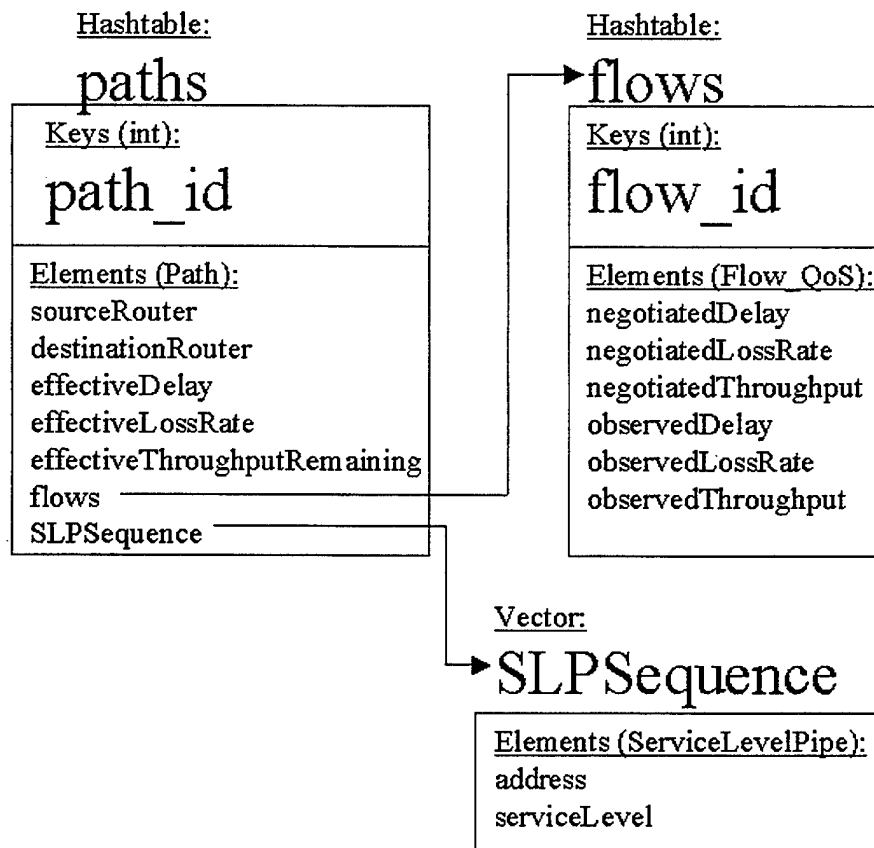 Hashtable:
paths
Keys (int):
path_id
Elements (Path):
sourceRouter
destinationRouter
effectiveDelay
effectiveLossRate
effectiveThroughputRemaining
flows
SLPSequence
Hashtable:
flows
Keys (int):
flow_id
Elements (Flow_QoS):
negotiatedDelay
negotiatedLossRate
negotiatedThroughput
observedDelay
observedLossRate
observedThroughput
Vector:
SLPSequence
Elements (ServiceLevelPipe):
address
serviceLevel